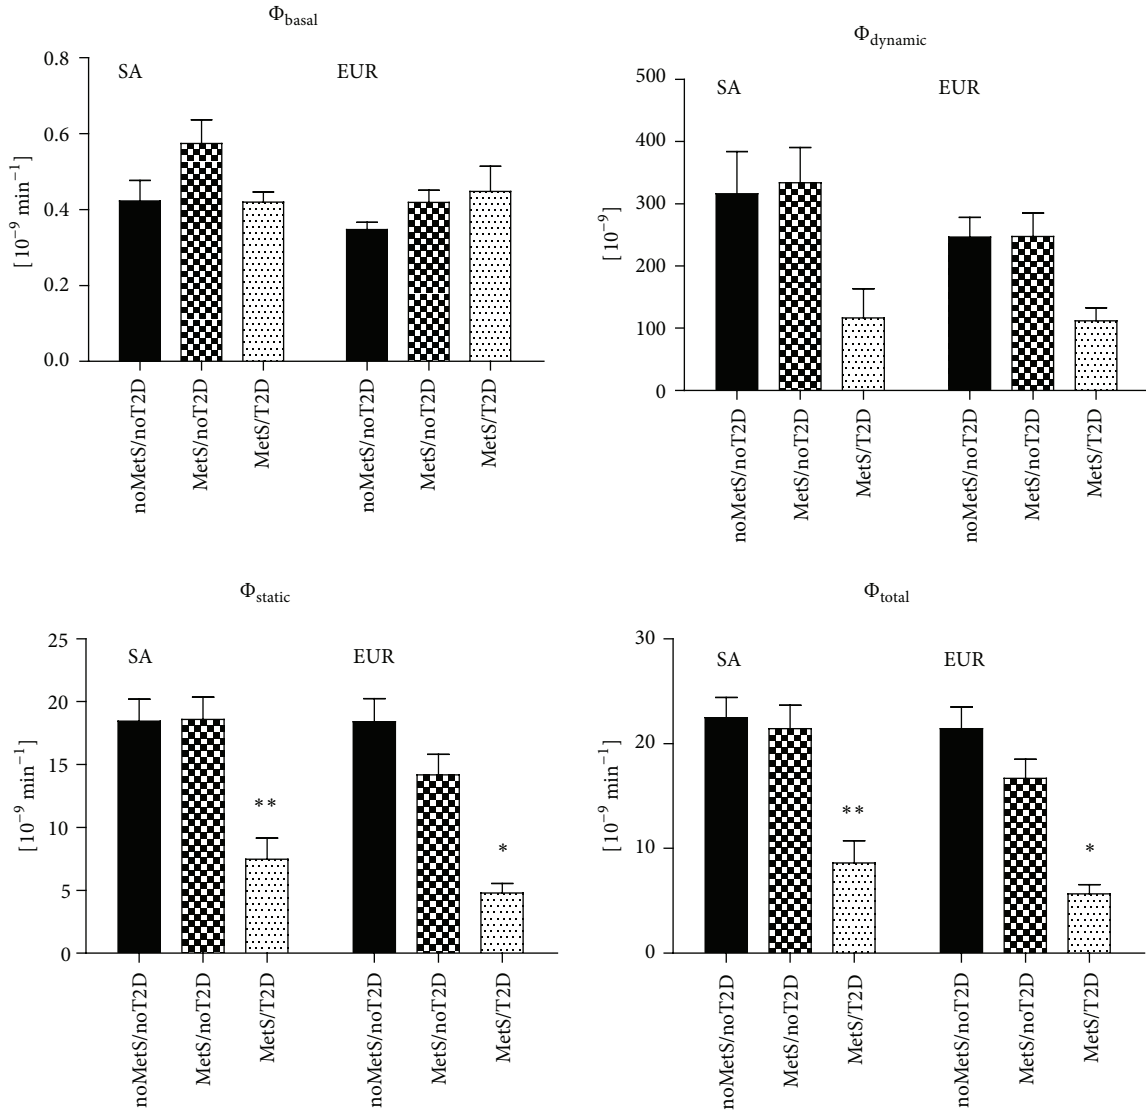 Φbasal
0.8
0.6
0.4
0.2
0.0
[10−9 min−1]
SA
EUR
noMetS/noT2D
MetS/noT2D
MetS/T2D
noMetS/noT2D
MetS/noT2D
MetS/T2D
Φdynamic
500
400
300
200
100
0
[10−9]
SA
EUR
noMetS/noT2D
MetS/noT2D
MetS/T2D
noMetS/noT2D
MetS/noT2D
MetS/T2D
Φstatic
25
20
15
10
5
0
[10−9 min−1]
SA
EUR
**
*
noMetS/noT2D
MetS/noT2D
MetS/T2D
noMetS/noT2D
MetS/noT2D
MetS/T2D
Φtotal
30
20
10
0
[10−9 min−1]
SA
EUR
**
*
noMetS/noT2D
MetS/noT2D
MetS/T2D
noMetS/noT2D
MetS/noT2D
MetS/T2D